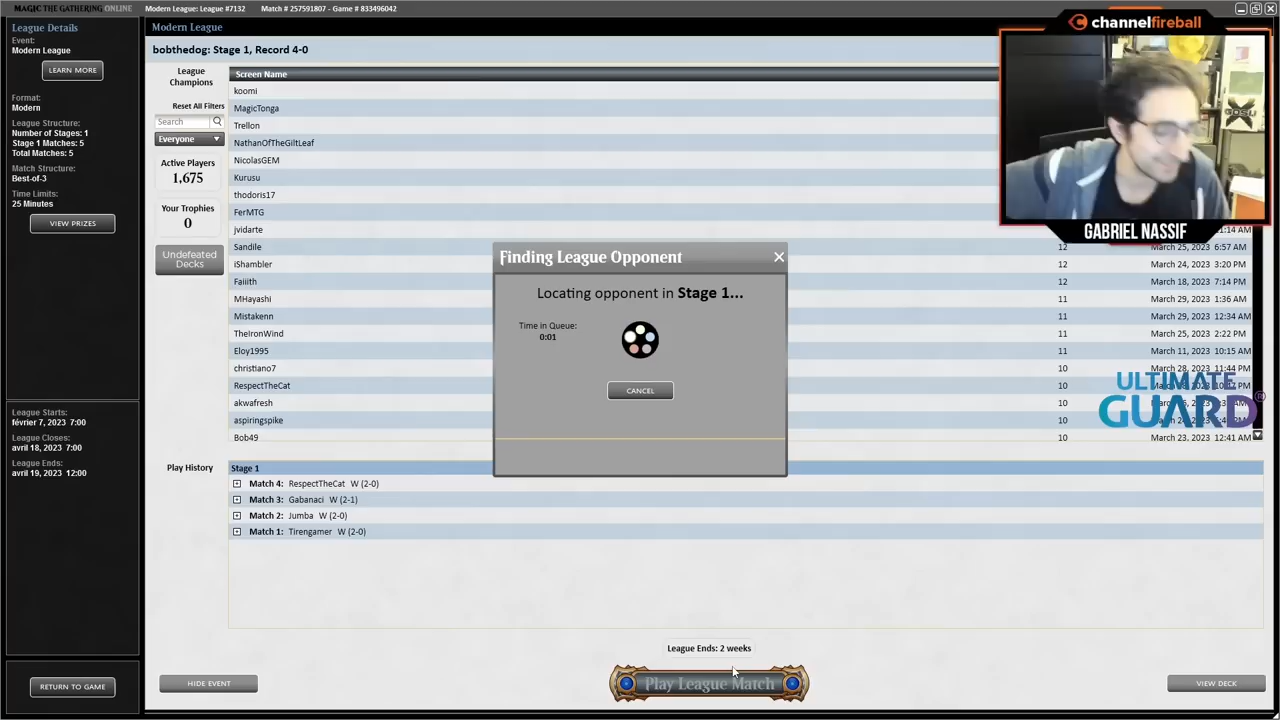 MAGIC THE GATHERING ONLINE
Modern League: League #7132
Match # 257591807 - Game # 833496042
League Details
Event:
Modern League
LEARN MORE
Format:
Modern
League Structure:
Number of Stages: 1
Stage 1 Matches: 5
Total Matches: 5
Match Structure:
Best-of-3
Time Limits:
25 Minutes
VIEW PRIZES
League Starts:
février 7, 2023 7:00
League Closes:
avril 18, 2023 7:00
League Ends:
avril 19, 2023 12:00
RETURN TO GAME
Modern League
bobthedog: Stage 1, Record 4-0
League Champions
Reset All Filters
Search
Everyone
Active Players
1,675
Your Trophies
0
Undefeated Decks
Screen Name
koomi
MagicTonga
Trellon
NathanOfTheGiltLeaf
NicolasGEM
Kurusu
thodoris17
FerMTG
jvidarte
Sandile 12 March 25, 2023 6:57 AM
iShambler 12 March 24, 2023 3:20 PM
Faiiith 12 March 18, 2023 7:14 PM
MHayashi 11 March 29, 2023 1:36 AM
Mistakenn 11 March 29, 2023 12:34 AM
TheIronWind 11 March 25, 2023 2:22 PM
Eloy1995 11 March 11, 2023 10:15 AM
christiano7 10 March 28, 2023 11:44 PM
RespectTheCat 10
akwafresh 10
aspiringspike 10
Bob49 10 March 23, 2023 12:41 AM
Finding League Opponent
Locating opponent in Stage 1...
Time in Queue:
0:01
CANCEL
channelfireball
GABRIEL NASSIF
ULTIMATE
GUARD
Play History
Stage 1
Match 4: RespectTheCat W (2-0)
Match 3: Gabanaci W (2-1)
Match 2: Jumba W (2-0)
Match 1: Tirengamer W (2-0)
League Ends: 2 weeks
HIDE EVENT
Play League Match
VIEW DECK